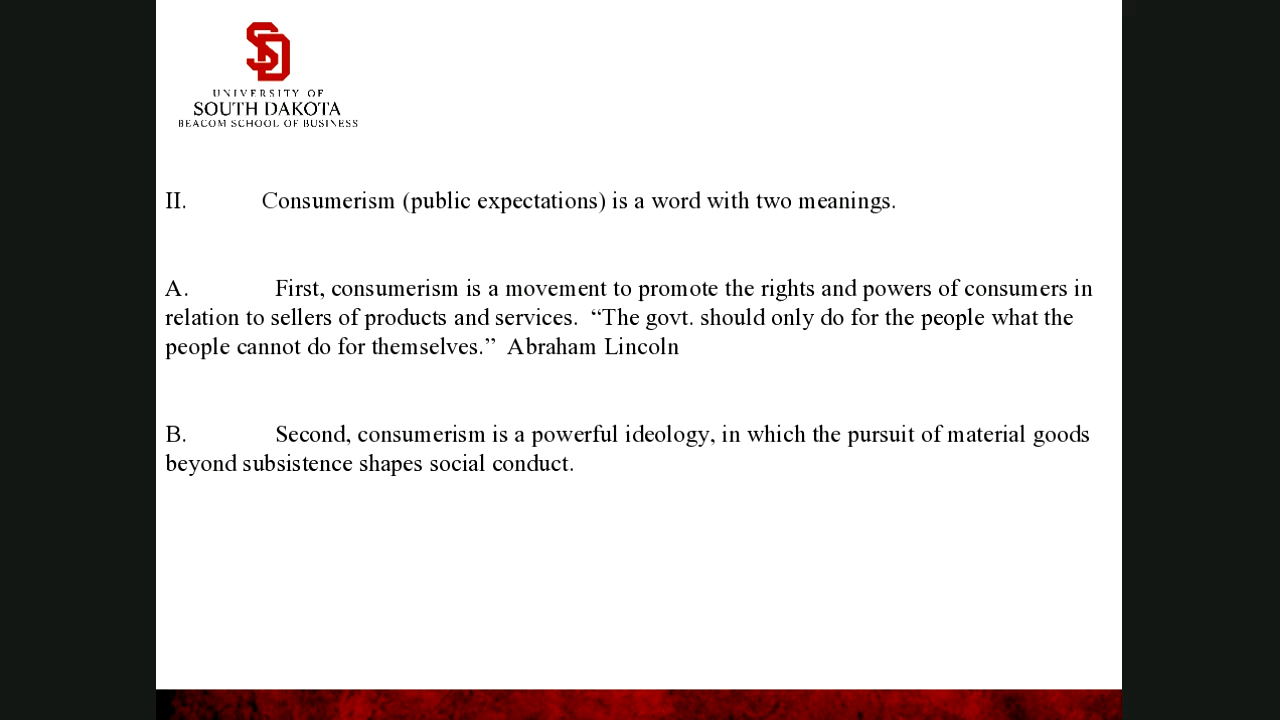 SD
UNIVERSITY OF
SOUTH DAKOTA
BEACOM SCHOOL OF BUSINESS
II. Consumerism (public expectations) is a word with two meanings.
A. First, consumerism is a movement to promote the rights and powers of consumers in
relation to sellers of products and services. “The govt. should only do for the people what the
people cannot do for themselves.” Abraham Lincoln
B. Second, consumerism is a powerful ideology, in which the pursuit of material goods
beyond subsistence shapes social conduct.